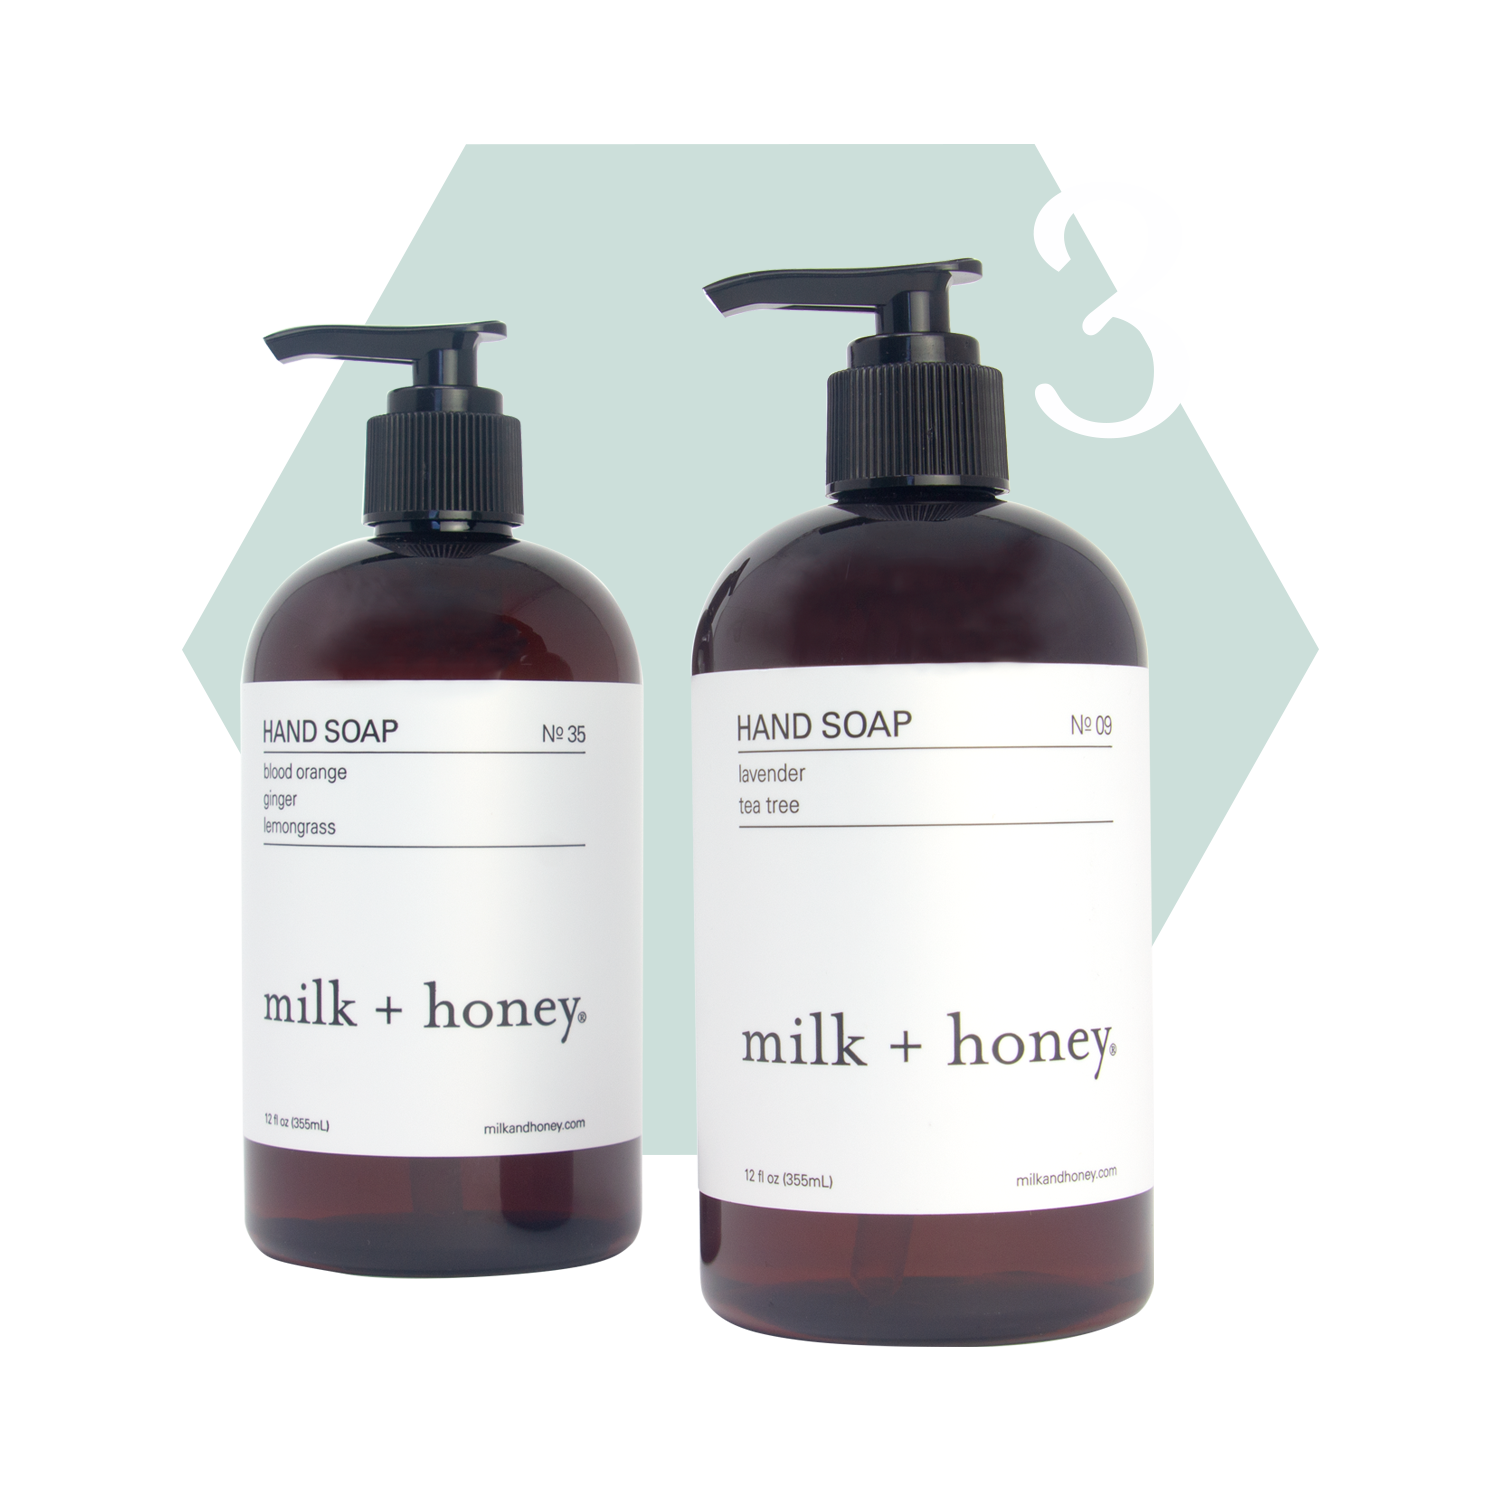 3
HAND SOAP Nº 35
blood orange
ginger
lemongrass
milk + honey®
12 fl oz (355mL)
milkandhoney.com
HAND SOAP Nº 09
lavender
tea tree
milk + honey®
12 fl oz (355mL)
milkandhoney.com